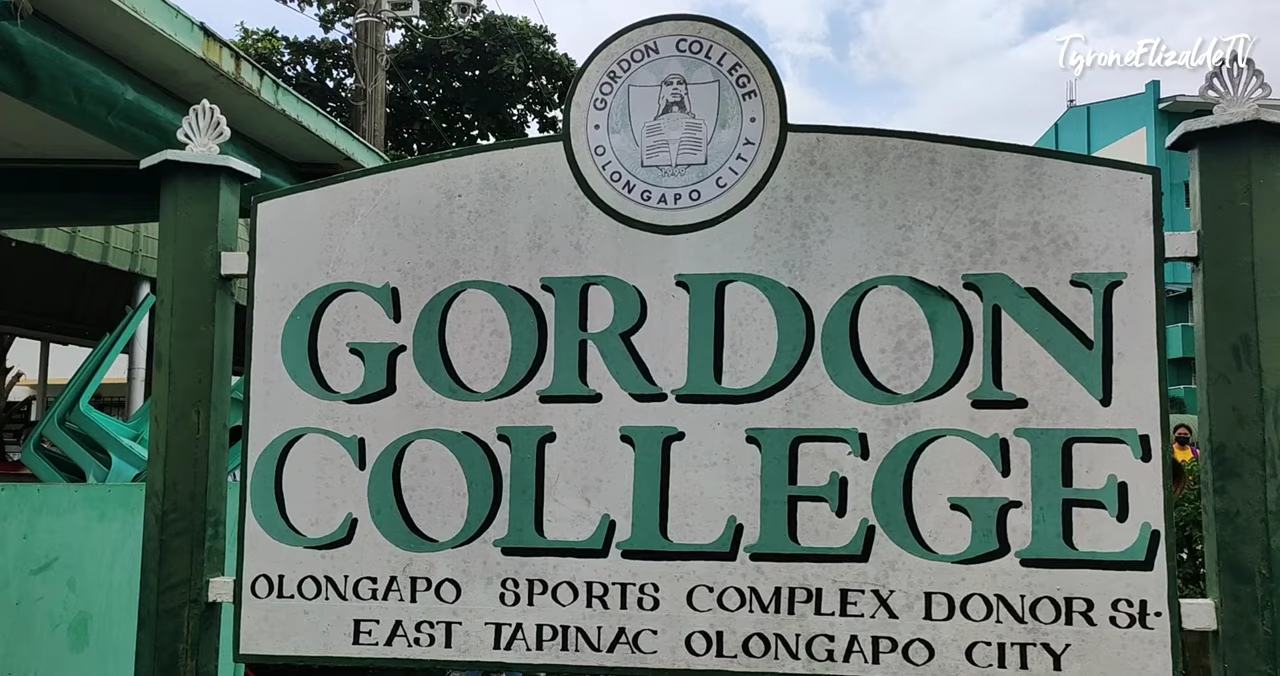 TyroneElizaldeTV
GORDON COLLEGE
1999
OLONGAPO CITY
GORDON
COLLEGE
OLONGAPO SPORTS COMPLEX DONOR St.
EAST TAPINAC OLONGAPO CITY